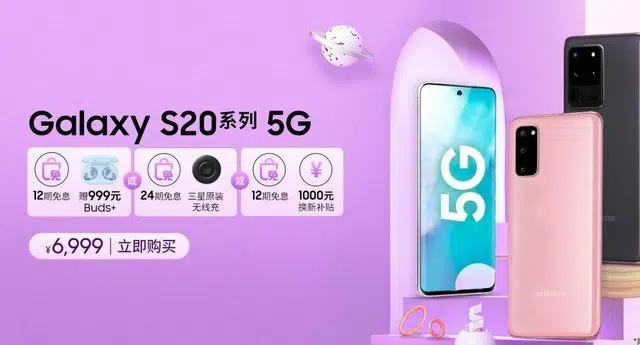 Galaxy S20系列 5G
免
12期免息
赠999元
Buds+
或
免
24期免息
三星原装
无线充
或
免
12期免息
¥
1000元
换新补贴
¥6,999 | 立即购买
5G
SAMSUNG